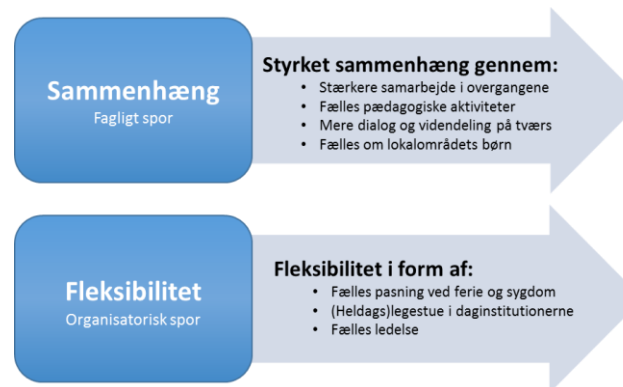 Sammenhæng
Fagligt spor
Styrket sammenhæng gennem:
• Stærkere samarbejde i overgangene
• Fælles pædagogiske aktiviteter
• Mere dialog og videndeling på tværs
• Fælles om lokalområdets børn
Fleksibilitet
Organisatorisk spor
Fleksibilitet i form af:
• Fælles pasning ved ferie og sygdom
• (Heldags)legestue i daginstitutionerne
• Fælles ledelse